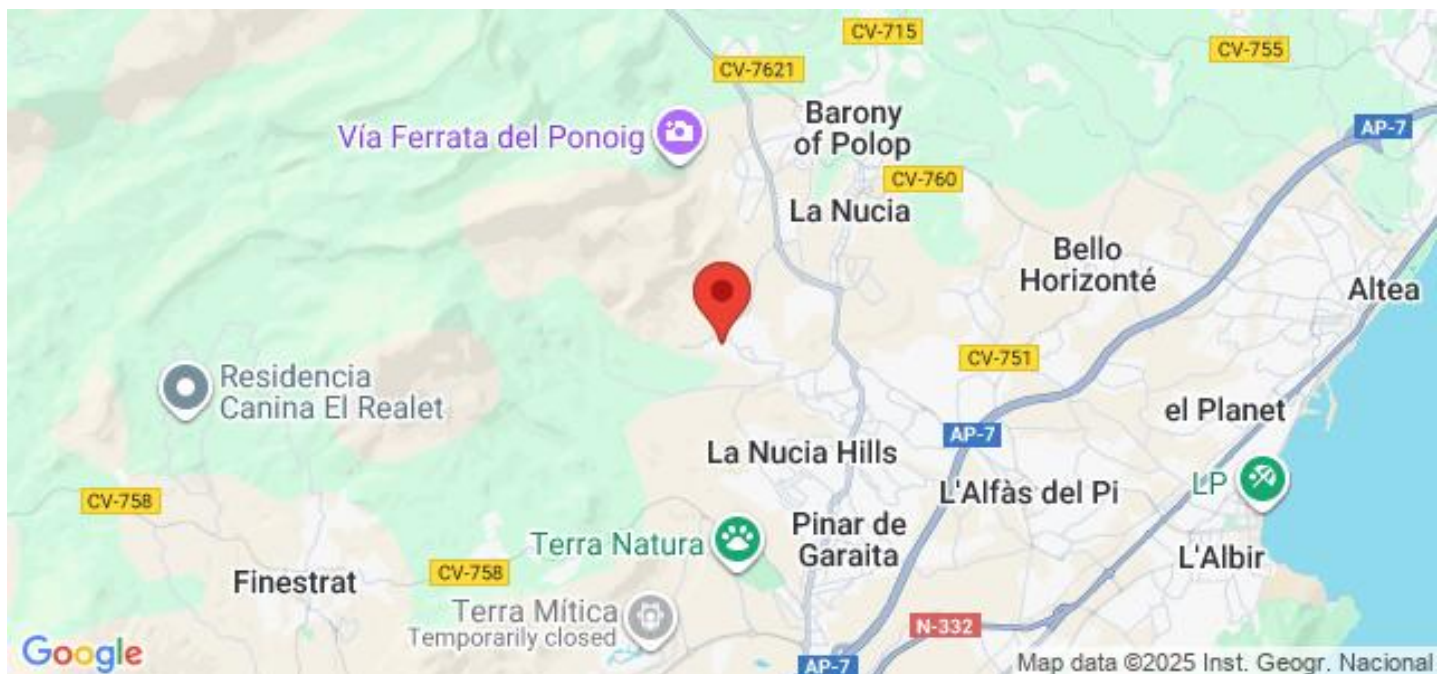 CV-715
CV-755
CV-7621
Barony
of Polop
AP-7
Vía Ferrata del Ponoig
CV-760
La Nucia
Bello
Horizonté
Altea
CV-751
Residencia
Canina El Realet
el Planet
AP-7
La Nucia Hills
LP
L'Alfàs del Pi
CV-758
Pinar de
Garaita
Terra Natura
L'Albir
CV-758
Finestrat
Terra Mítica
Temporarily closed
N-332
Google
AP-7
Map data ©2025 Inst. Geogr. Nacional